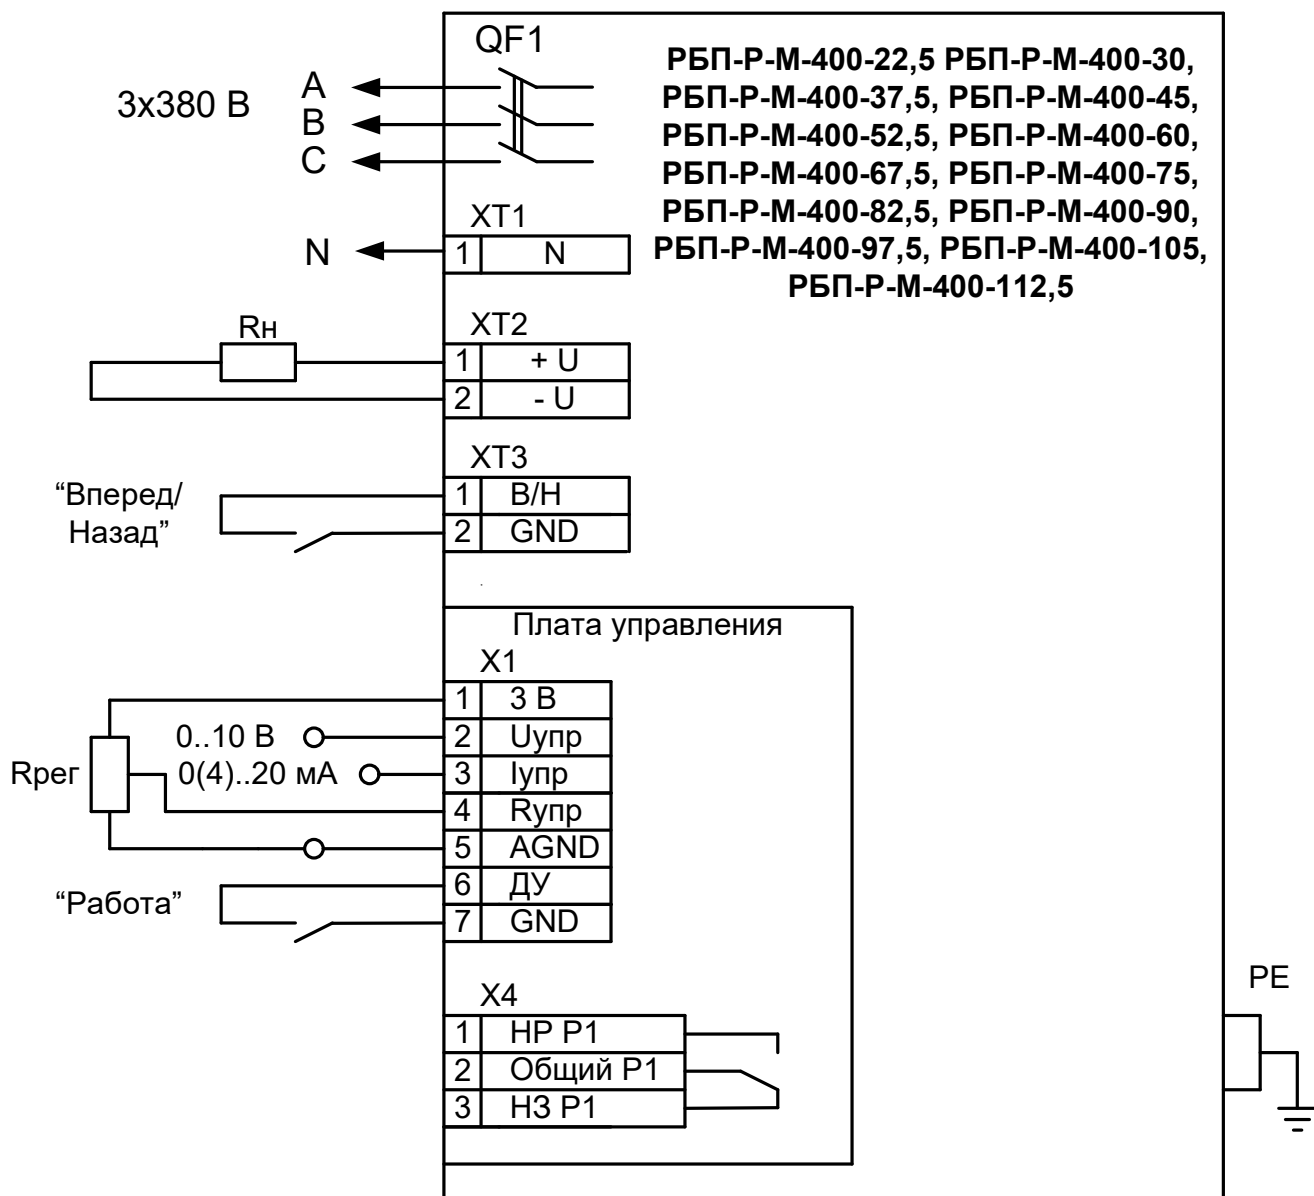 QF1
РБП-Р-М-400-22,5 РБП-Р-М-400-30,
РБП-Р-М-400-37,5, РБП-Р-М-400-45,
РБП-Р-М-400-52,5, РБП-Р-М-400-60,
РБП-Р-М-400-67,5, РБП-Р-М-400-75,
РБП-Р-М-400-82,5, РБП-Р-М-400-90,
РБП-Р-М-400-97,5, РБП-Р-М-400-105,
РБП-Р-М-400-112,5
3x380 В
A
B
C
XT1
N
1 N
XT2
Rн
1 + U
2 - U
XT3
“Вперед/
Назад”
1 В/Н
2 GND
Плата управления
X1
1 3 В
0..10 В 2 Uупр
Rрег 0(4)..20 мА 3 Iупр
4 Rупр
5 AGND
“Работа” 6 ДУ
7 GND
X4
1 НР Р1
2 Общий Р1
3 НЗ Р1
PE